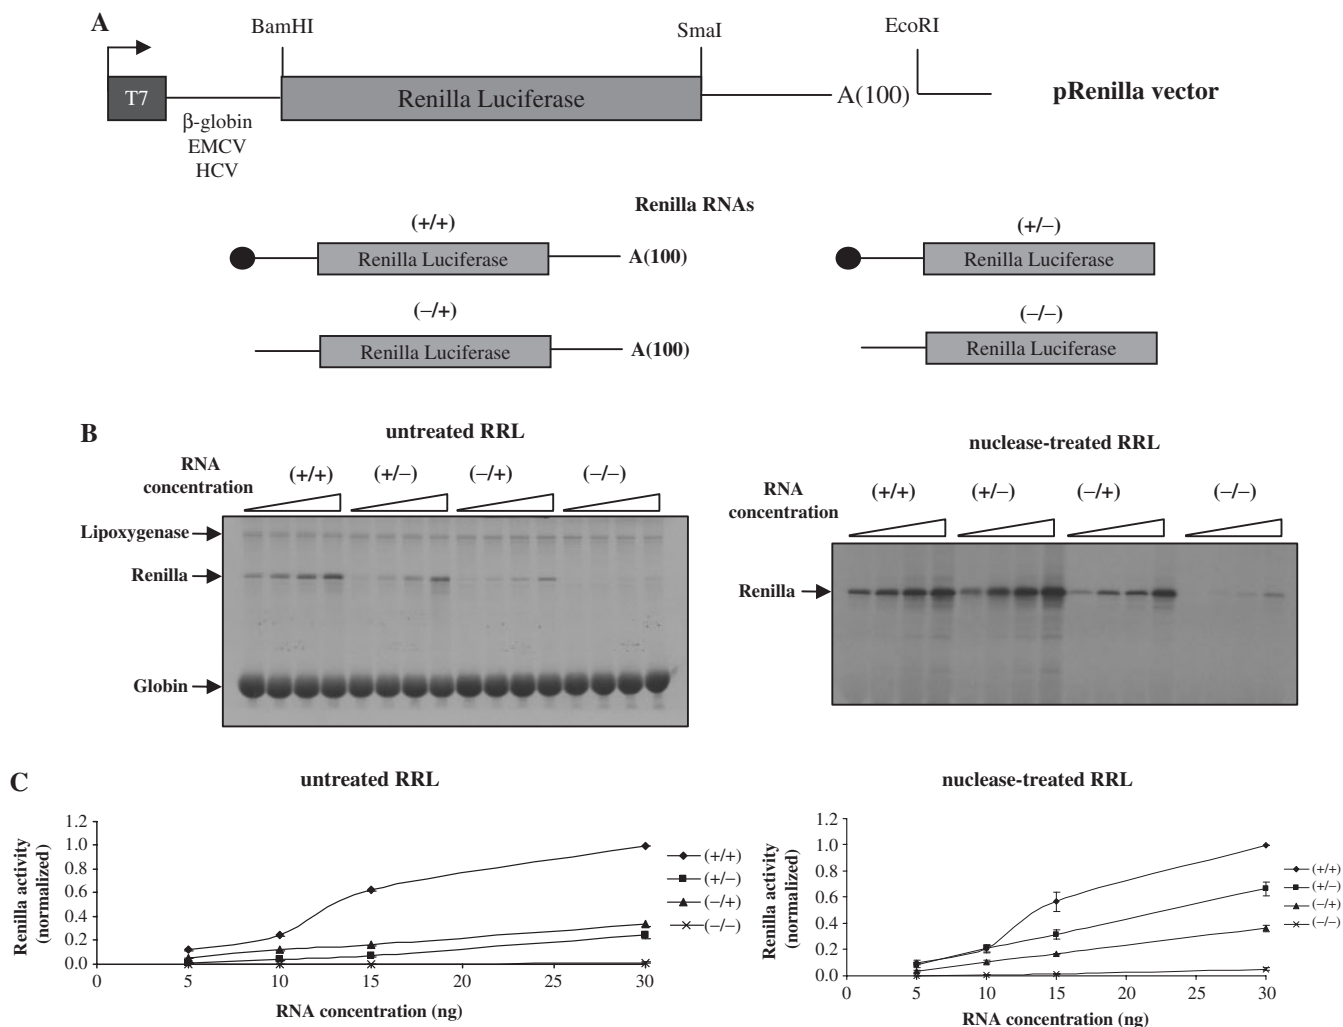 A
BamHI
SmaI
EcoRI
T7
Renilla Luciferase
A(100)
pRenilla vector
β-globin
EMCV
HCV
Renilla RNAs
(+/+)
Renilla Luciferase
A(100)
(+/−)
Renilla Luciferase
(−/+)
Renilla Luciferase
A(100)
(−/−)
Renilla Luciferase
B
untreated RRL
RNA
concentration
(+/+)
(+/−)
(−/+)
(−/−)
Lipoxygenase
Renilla
Globin
nuclease-treated RRL
RNA
concentration
(+/+)
(+/−)
(−/+)
(−/−)
Renilla
C
untreated RRL
Renilla activity
(normalized)
1.2
1.0
0.8
0.6
0.4
0.2
0.0
0 5 10 15 20 25 30
RNA concentration (ng)
(+/+)
(+/−)
(−/+)
(−/−)
nuclease-treated RRL
Renilla activity
(normalized)
1.2
1.0
0.8
0.6
0.4
0.2
0.0
0 5 10 15 20 25 30
RNA concentration (ng)
(+/+)
(+/−)
(−/+)
(−/−)